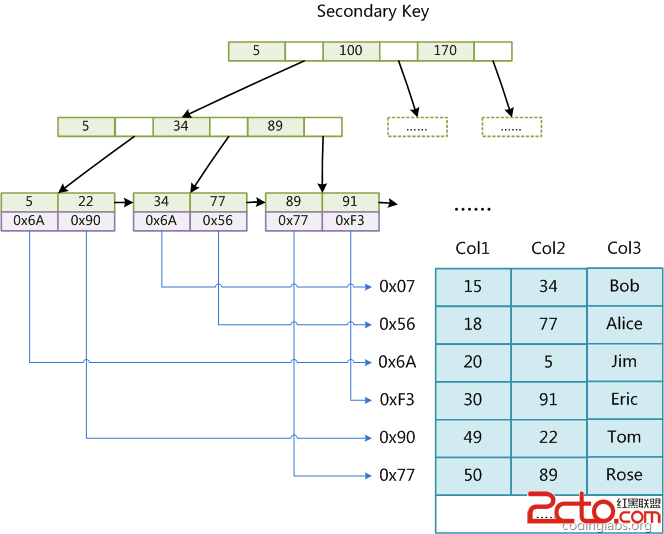 Secondary Key
5 100 170
5 34 89
...... ......
5 22 34 77 89 91
0x6A 0x90 0x6A 0x56 0x77 0xF3
......
Col1 Col2 Col3
0x07 15 34 Bob
0x56 18 77 Alice
0x6A 20 5 Jim
0xF3 30 91 Eric
0x90 49 22 Tom
0x77 50 89 Rose
......
2cto.com 红黑联盟
codinglabs.org